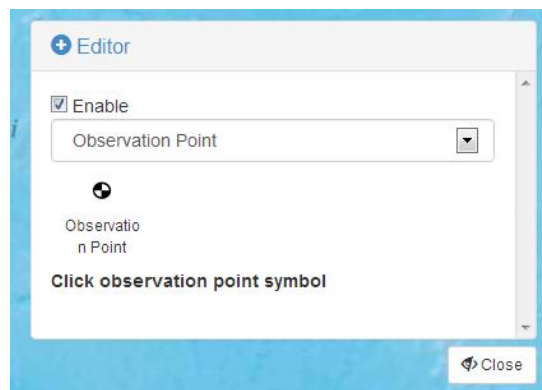 Editor
Enable
Observation Point
Observatio
n Point
Click observation point symbol
Close